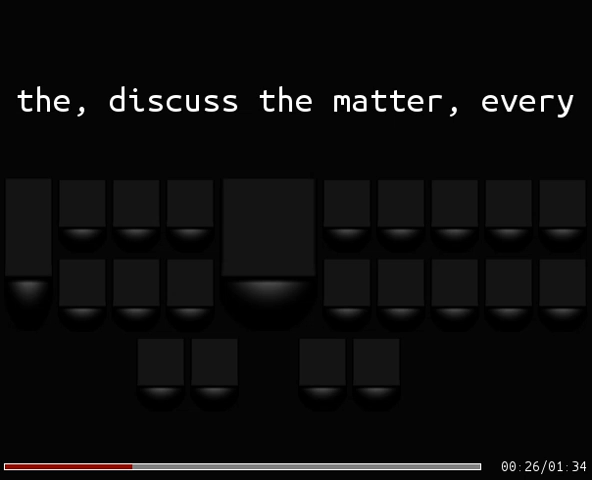 the, discuss the matter, every
00:26/01:34